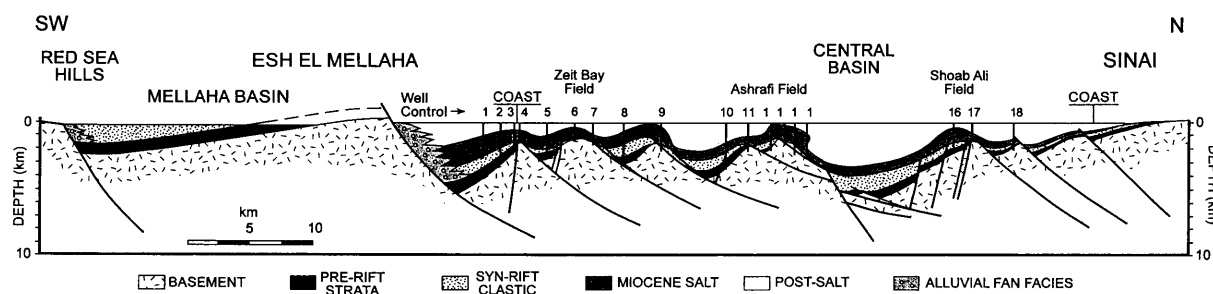 SW
N
RED SEA
HILLS
ESH EL MELLAHA
CENTRAL
BASIN
SINAI
MELLAHA BASIN
Zeit Bay
Field
Ashrafi Field
Shoab Ali
Field
Well
Control →
COAST
COAST
1 2 3 4 5 6 7 8 9 10 11 1 1 1 1 16 17 18
0
0
DEPTH (km)
DEPTH (km)
km
5 10
10
10
BASEMENT
PRE-RIFT
STRATA
SYN-RIFT
CLASTIC
MIOCENE SALT
POST-SALT
ALLUVIAL FAN FACIES